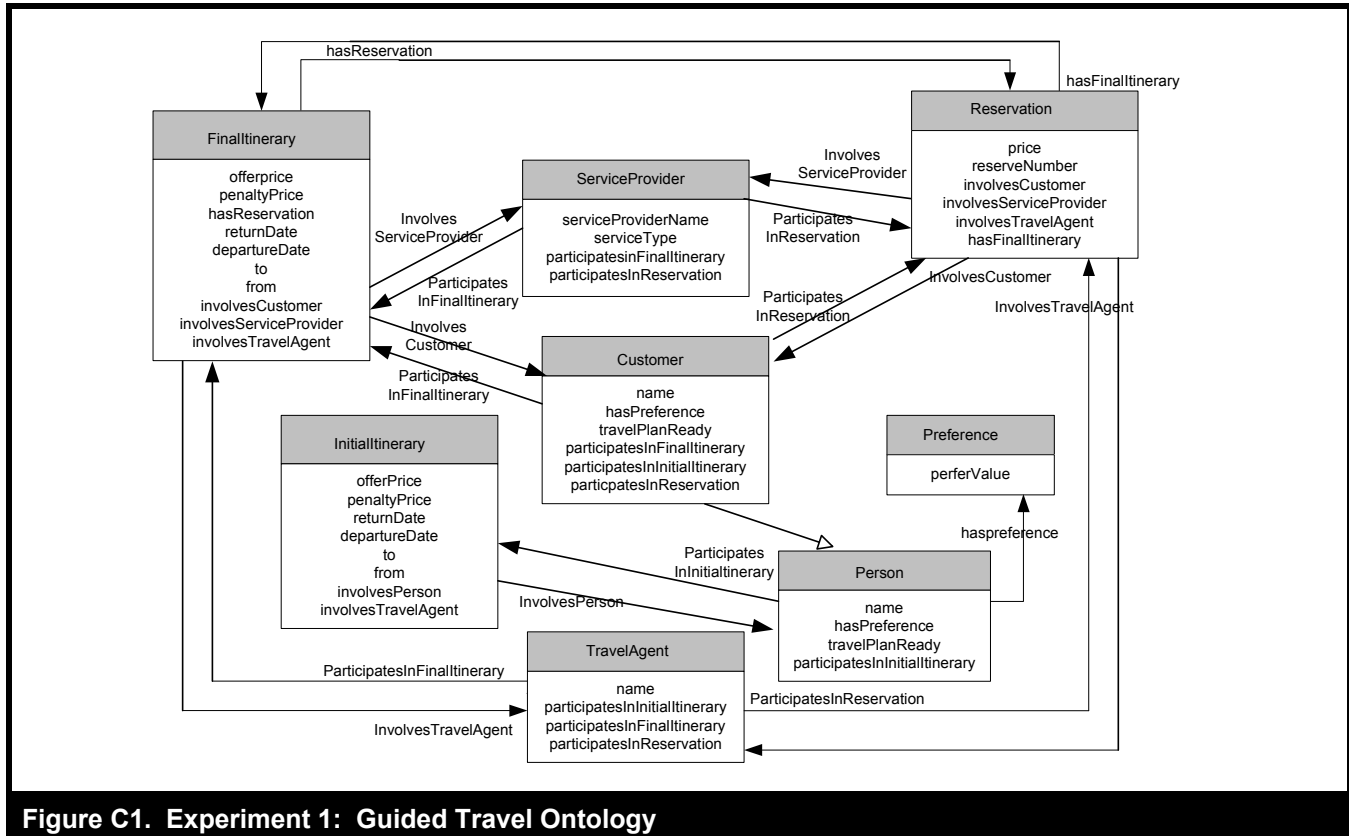 hasReservation
hasFinalItinerary
FinalItinerary
offerprice
penaltyPrice
hasReservation
returnDate
departureDate
to
from
involvesCustomer
involvesServiceProvider
involvesTravelAgent
Involves
ServiceProvider
Participates
InFinalItinerary
Involves
Customer
Participates
InFinalItinerary
ServiceProvider
serviceProviderName
serviceType
participatesinFinalItinerary
participatesInReservation
Involves
ServiceProvider
Participates
InReservation
Reservation
price
reserveNumber
involvesCustomer
involvesServiceProvider
involvesTravelAgent
hasFinalItinerary
Participates
InReservation
InvolvesCustomer
InvolvesTravelAgent
Customer
name
hasPreference
travelPlanReady
participatesInFinalItinerary
participatesInInitialItinerary
particpatesInReservation
InitialItinerary
offerPrice
penaltyPrice
returnDate
departureDate
to
from
involvesPerson
involvesTravelAgent
Preference
perferValue
haspreference
Participates
InInitialtinerary
InvolvesPerson
Person
name
hasPreference
travelPlanReady
participatesInInitialItinerary
TravelAgent
name
participatesInInitialItinerary
participatesInFinalItinerary
participatesInReservation
ParticipatesInFinalItinerary
InvolvesTravelAgent
ParticipatesInReservation
Figure C1. Experiment 1: Guided Travel Ontology